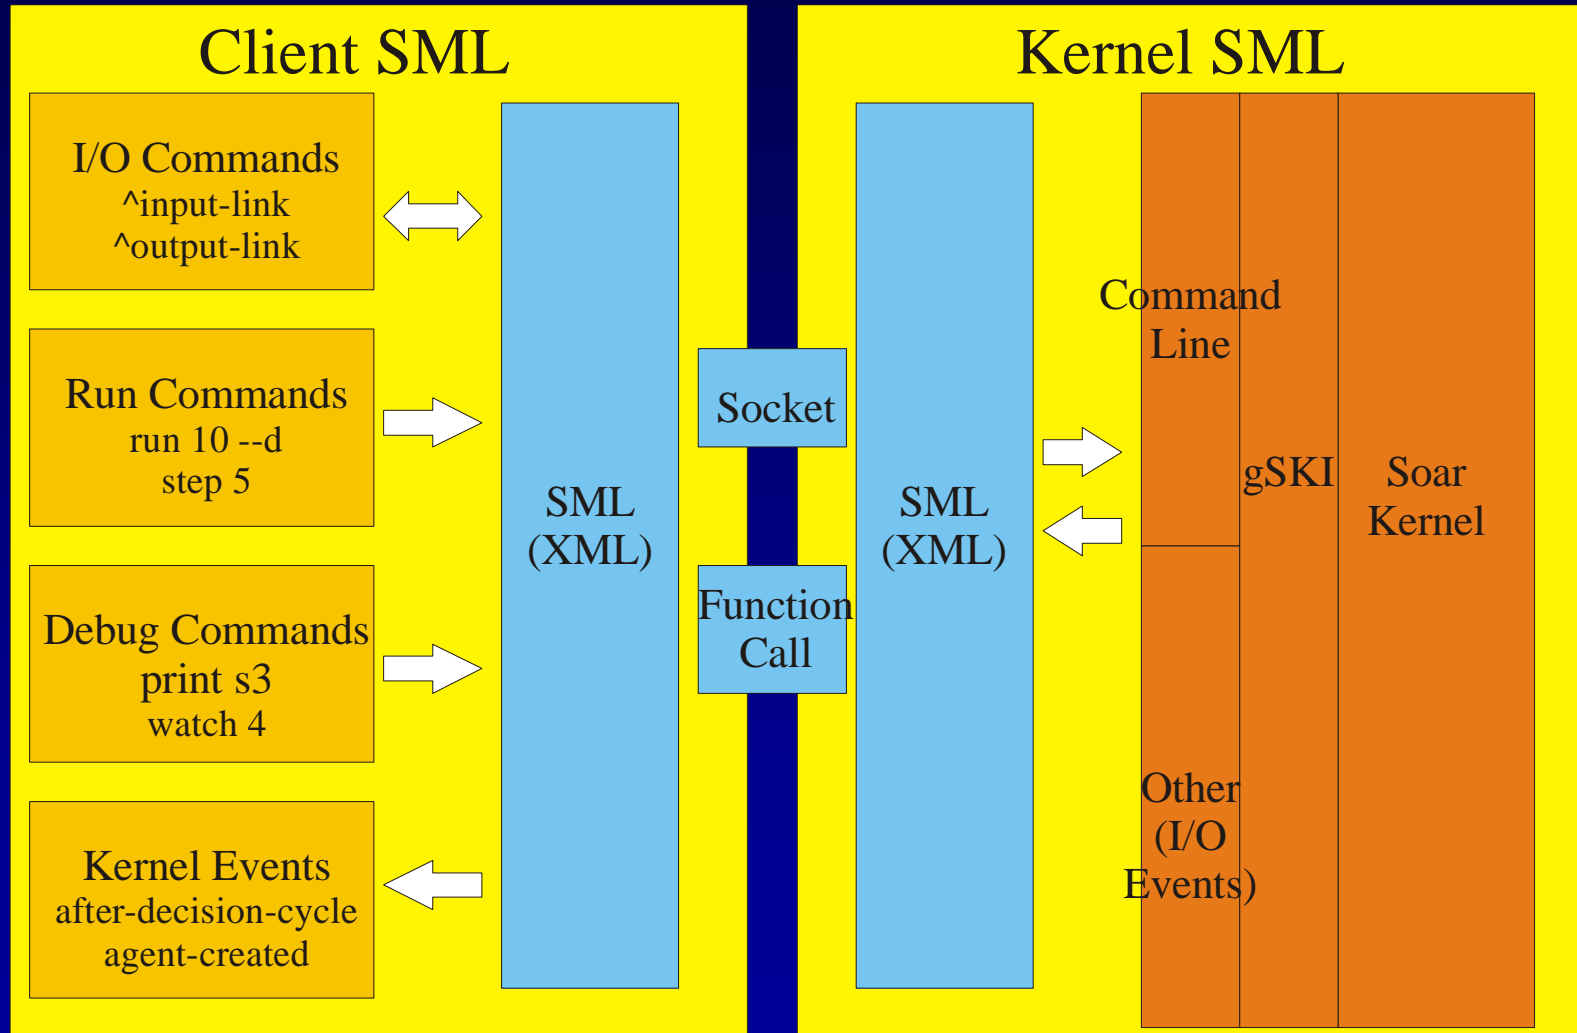 Client SML
I/O Commands
^input-link
^output-link
Run Commands
run 10 --d
step 5
Debug Commands
print s3
watch 4
Kernel Events
after-decision-cycle
agent-created
SML
(XML)
Socket
Function
Call
Kernel SML
SML
(XML)
Command
Line
Other
(I/O
Events)
gSKI
Soar
Kernel